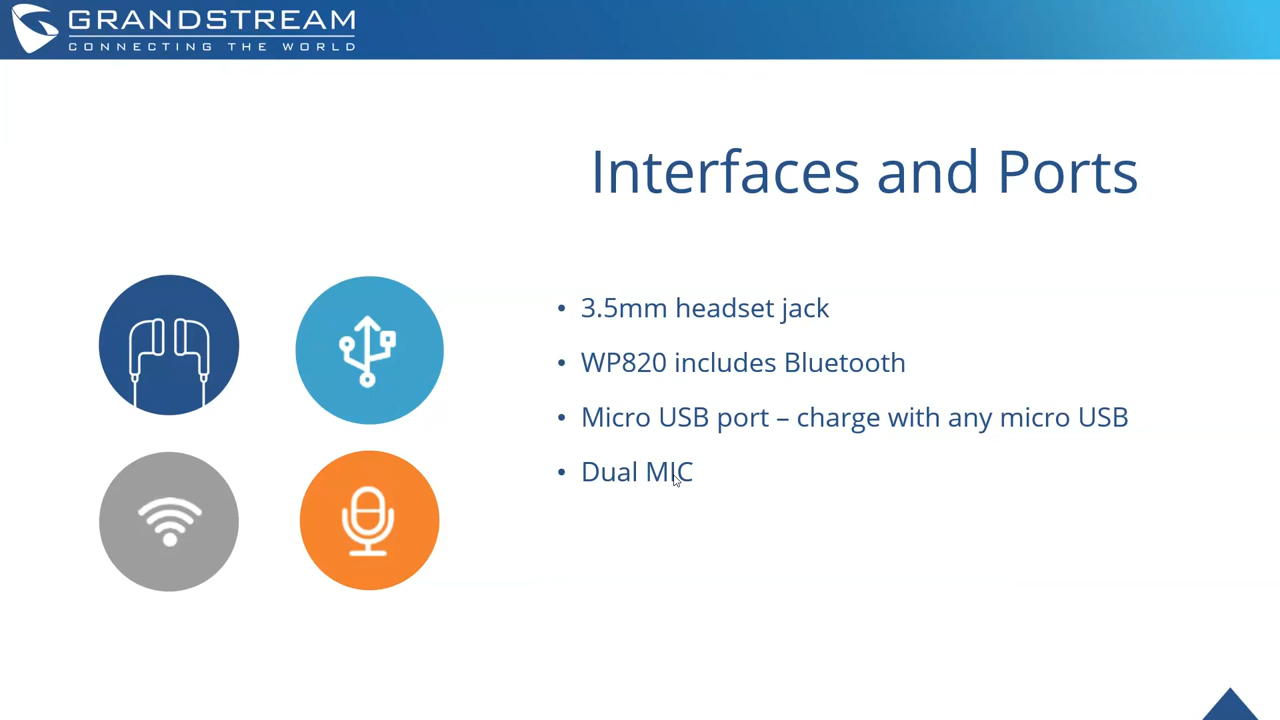 GRANDSTREAM
CONNECTING THE WORLD
Interfaces and Ports
• 3.5mm headset jack
• WP820 includes Bluetooth
• Micro USB port – charge with any micro USB
• Dual MIC